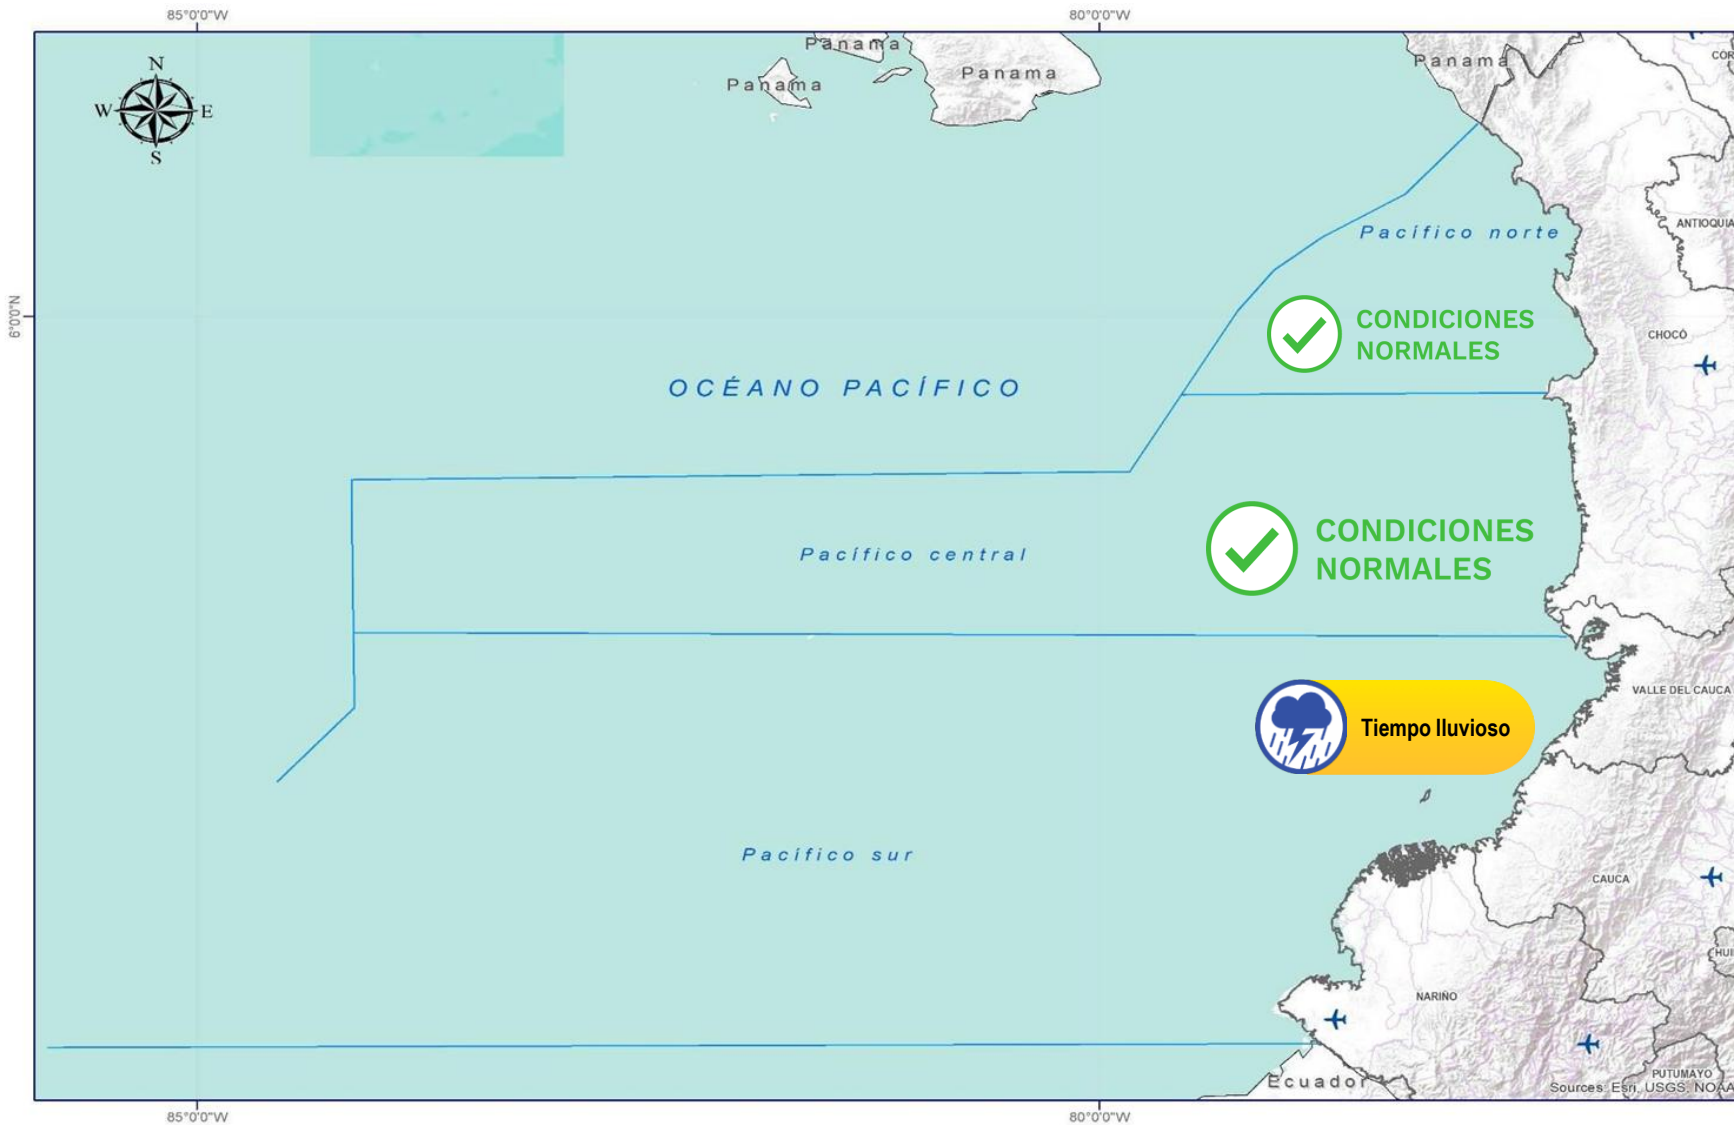 85°0'0"W
80°0'0"W
N
W
E
S
Panama
Panama
Panama
Panama
ANTIOQUIA
Pacífico norte
6°0'0"N
CONDICIONES
NORMALES
CHOCÓ
OCÉANO PACÍFICO
CONDICIONES
NORMALES
Pacífico central
VALLE DEL CAUCA
Tiempo lluvioso
Pacífico sur
CAUCA
NARIÑO
PUTUMAYO
Ecuador
Sources: Esri, USGS, NOAA
85°0'0"W
80°0'0"W